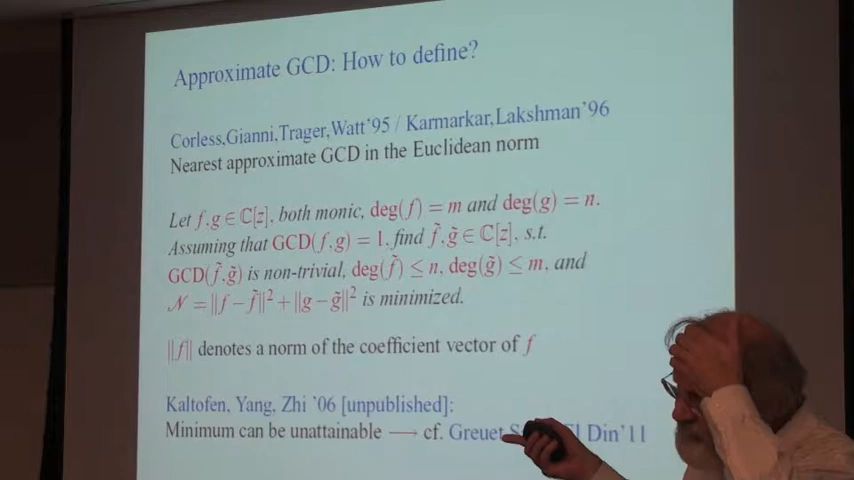 Approximate GCD: How to define?
Corless,Gianni,Trager,Watt'95 / Karmarkar,Lakshman'96
Nearest approximate GCD in the Euclidean norm
Let f,g ∈ ℂ[z], both monic, deg(f) = m and deg(g) = n.
Assuming that GCD(f,g) = 1, find f̃,g̃ ∈ ℂ[z], s.t.
GCD(f̃,g̃) is non-trivial, deg(f̃) ≤ n, deg(g̃) ≤ m, and
𝒩 = ‖f − f̃‖² + ‖g − g̃‖² is minimized.
‖f‖ denotes a norm of the coefficient vector of f
Kaltofen, Yang, Zhi '06 [unpublished]:
Minimum can be unattainable ⟶ cf. Greuet Din'11